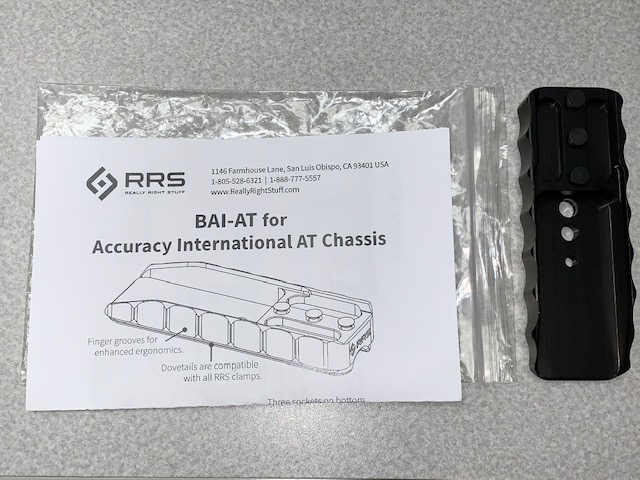 RRS
REALLY RIGHT STUFF
1146 Farmhouse Lane, San Luis Obispo, CA 93401 USA
1-805-528-6321 | 1-888-777-5557
www.ReallyRightStuff.com
BAI-AT for
Accuracy International AT Chassis
RRS
Finger grooves for
enhanced ergonomics.
Dovetails are compatible
with all RRS clamps.
Three sockets on bottom